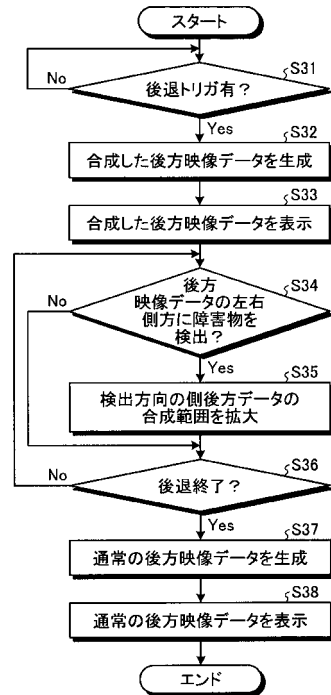 スタート
S31
No
後退トリガ有？
Yes
S32
合成した後方映像データを生成
S33
合成した後方映像データを表示
S34
No
後方
映像データの左右
側方に障害物を
検出？
Yes
S35
検出方向の側後方データの
合成範囲を拡大
No
S36
後退終了？
Yes
S37
通常の後方映像データを生成
S38
通常の後方映像データを表示
エンド